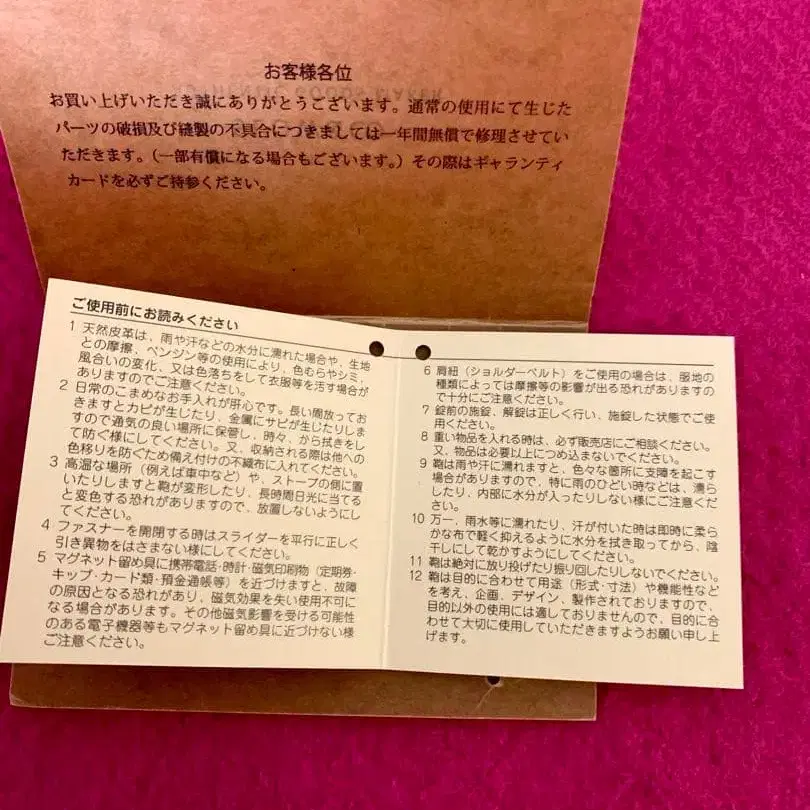 お客様各位
お買い上げいただき誠にありがとうございます。通常の使用にて生じた
パーツの破損及び縫製の不具合につきましては一年間無償で修理させてい
ただきます。（一部有償になる場合もございます。）その際はギャランティ
カードを必ずご持参ください。
ご使用前にお読みください
1 天然皮革は、雨や汗などの水分に濡れた場合や、生地
との摩擦、ベンジン等の使用により、色むらやシミ、
風合いの変化、又は色落ちをして衣服等を汚す場合が
ありますのでご注意ください。
2 日常のこまめなお手入れが肝心です。長い間放ってお
きますとカビが生じたり、金属にサビが生じたりしま
すので通気の良い場所に保管し、時々、から拭きをし
て防ぐ様にしてください。又、収納される際は他への
色移りを防ぐため備え付けの不織布に入れてください。
3 高温な場所（例えば車中など）や、ストーブの側に置
いたりしますと鞄が変形したり、長時間日光に当てる
と変色する恐れがありますので、放置しないようにし
てください。
4 ファスナーを開閉する時はスライダーを平行に正しく
引き異物をはさまない様にしてください。
5 マグネット留め具に携帯電話・時計・磁気印刷物（定期券・
キップ・カード類・預金通帳等）を近づけますと、故障
の原因となる恐れがあり、磁気効果を失い使用不可に
なる場合があります。その他磁気影響を受ける可能性
のある電子機器等もマグネット留め具に近づけない様
ご注意ください。
6 肩紐（ショルダーベルト）をご使用の場合は、服地の
種類によっては摩擦等の影響が出る恐れがありますの
で十分にご注意ください。
7 錠前の施錠、解錠は正しく行い、施錠した状態でご使
用ください。
8 重い物品を入れる時は、必ず販売店にご相談ください。
又、物品は必要以上につめ込まないでください。
9 鞄は雨や汗に濡れますと、色々な箇所に支障を起こす
場合がありますので、特に雨のひどい時などは、濡ら
したり、内部に水分が入ったりしない様にご注意くださ
い。
10 万一、雨水等に濡れたり、汗が付いた時は即時に柔ら
かな布で軽く抑えるように水分を拭き取ってから、陰
干しにして乾かすようにしてください。
11 鞄は絶対に放り投げたり振り回したりしないでください。
12 鞄は目的に合わせて用途（形式・寸法）や機能性など
を考え、企画、デザイン、製作されておりますので、
目的以外の使用には適しておりませんので、目的に合
わせて大切に使用していただきますようお願い申し上
げます。